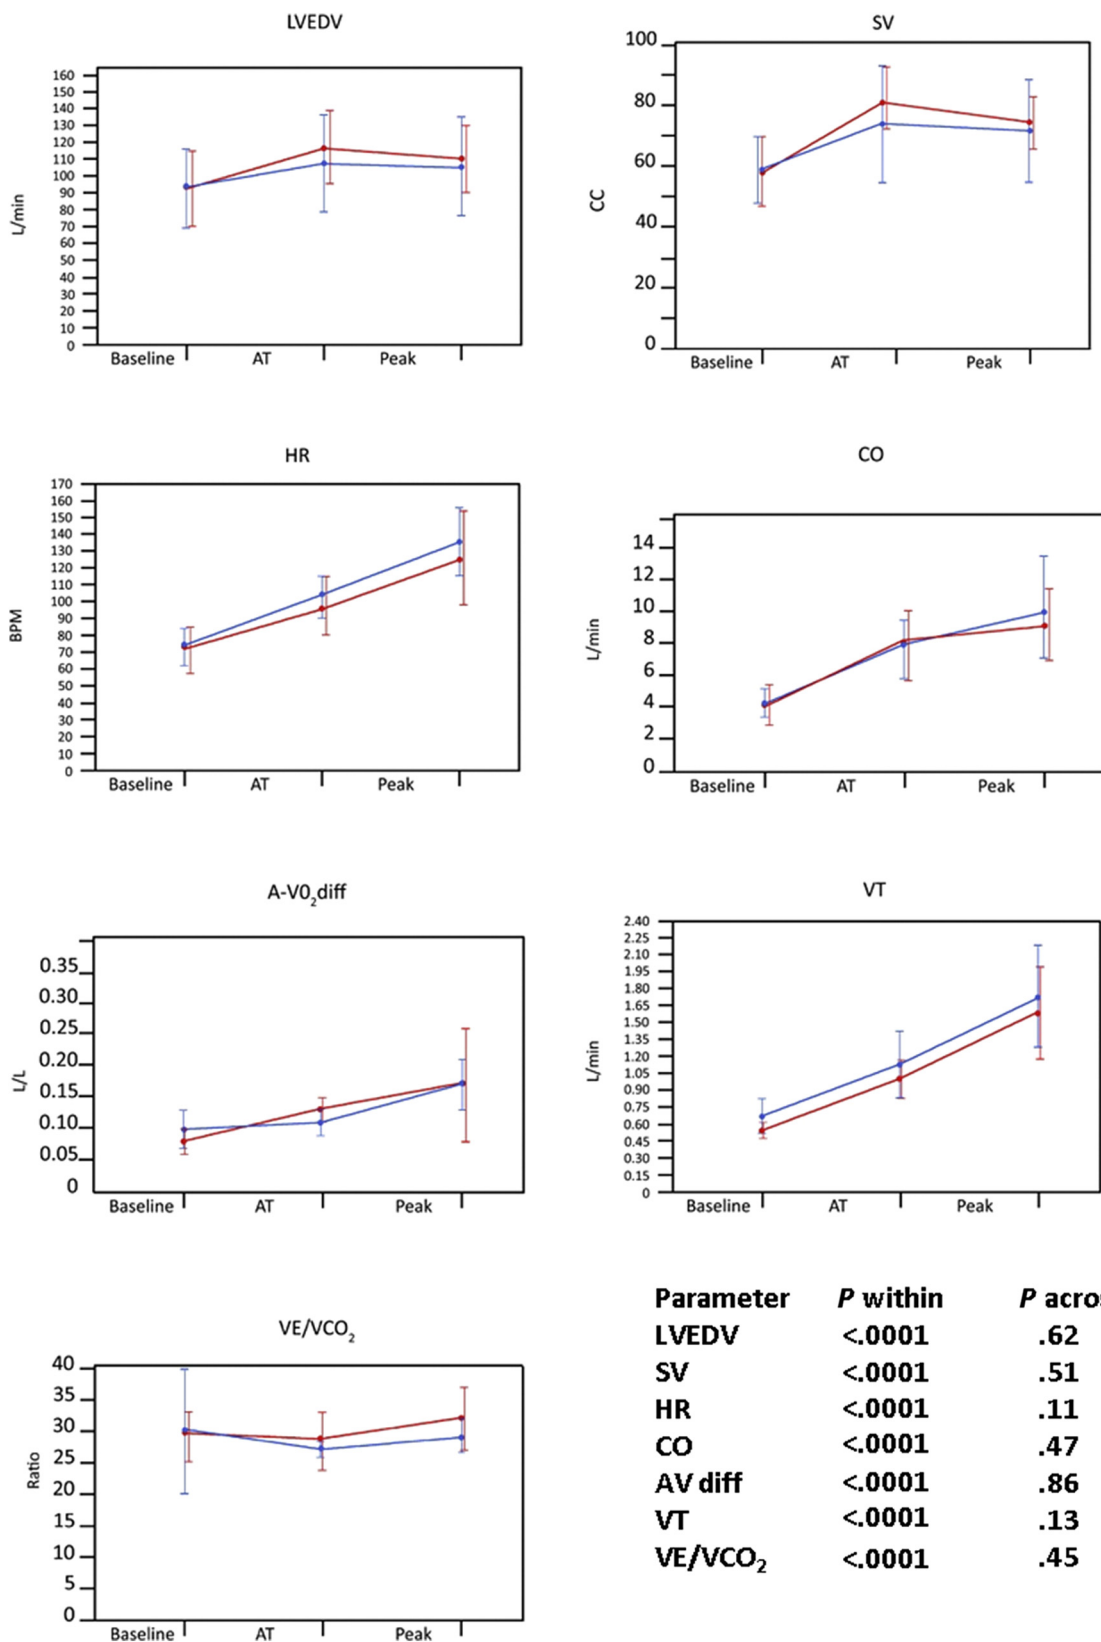 LVEDV
160
150
140
130
120
110
100
90
80
70
60
50
40
30
20
10
0
L/min
Baseline AT Peak
SV
100
80
60
40
20
0
CC
Baseline AT Peak
HR
170
160
150
140
130
120
110
100
90
80
70
60
50
40
30
20
10
0
BPM
Baseline AT Peak
CO
14
12
10
8
6
4
2
0
L/min
Baseline AT Peak
A-V0₂diff
0.35
0.30
0.25
0.20
0.15
0.10
0.05
0
L/L
Baseline AT Peak
VT
2.40
2.25
2.10
1.95
1.80
1.65
1.50
1.35
1.20
1.05
0.90
0.75
0.60
0.45
0.30
0.15
0
L/min
Baseline AT Peak
VE/VCO₂
40
35
30
25
20
15
10
5
0
Ratio
Baseline AT Peak
Parameter P within P acros
LVEDV <.0001 .62
SV <.0001 .51
HR <.0001 .11
CO <.0001 .47
AV diff <.0001 .86
VT <.0001 .13
VE/VCO₂ <.0001 .45